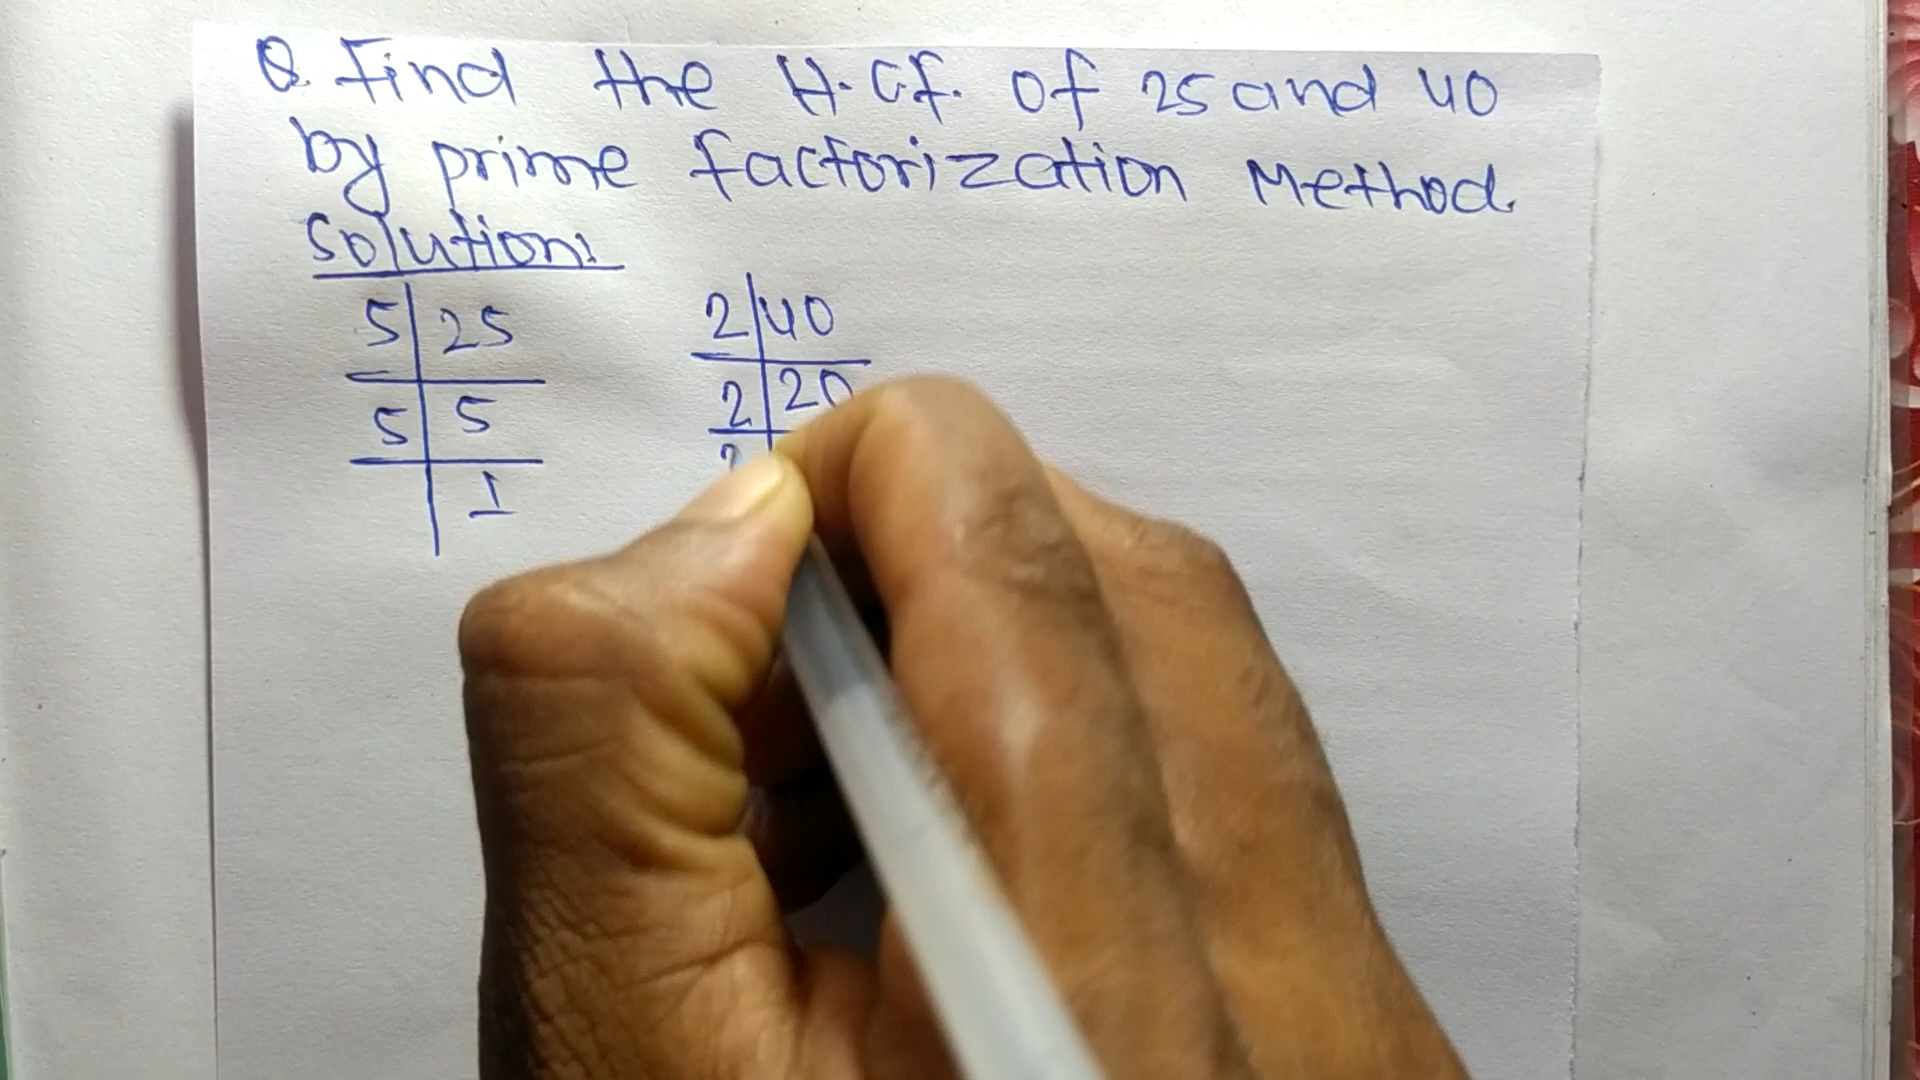 Q. Find the H.C.F. of 25 and 40
by prime factorization Method.
Solution:
5 | 25
5 | 5
1
2 | 40
2 | 20
2